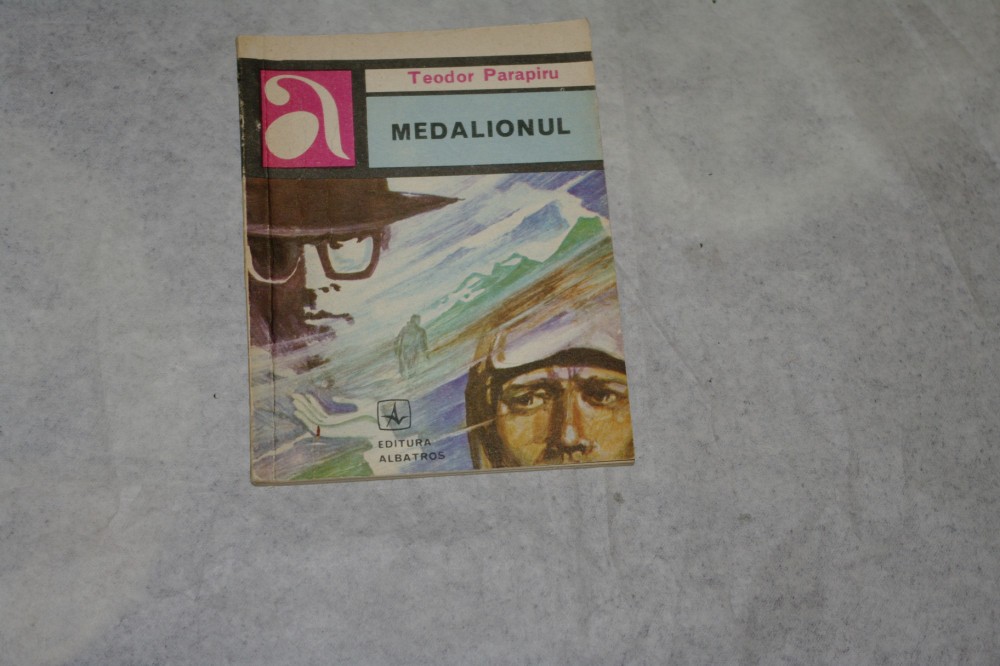 a
Teodor Parapiru
MEDALIONUL
EDITURA
ALBATROS